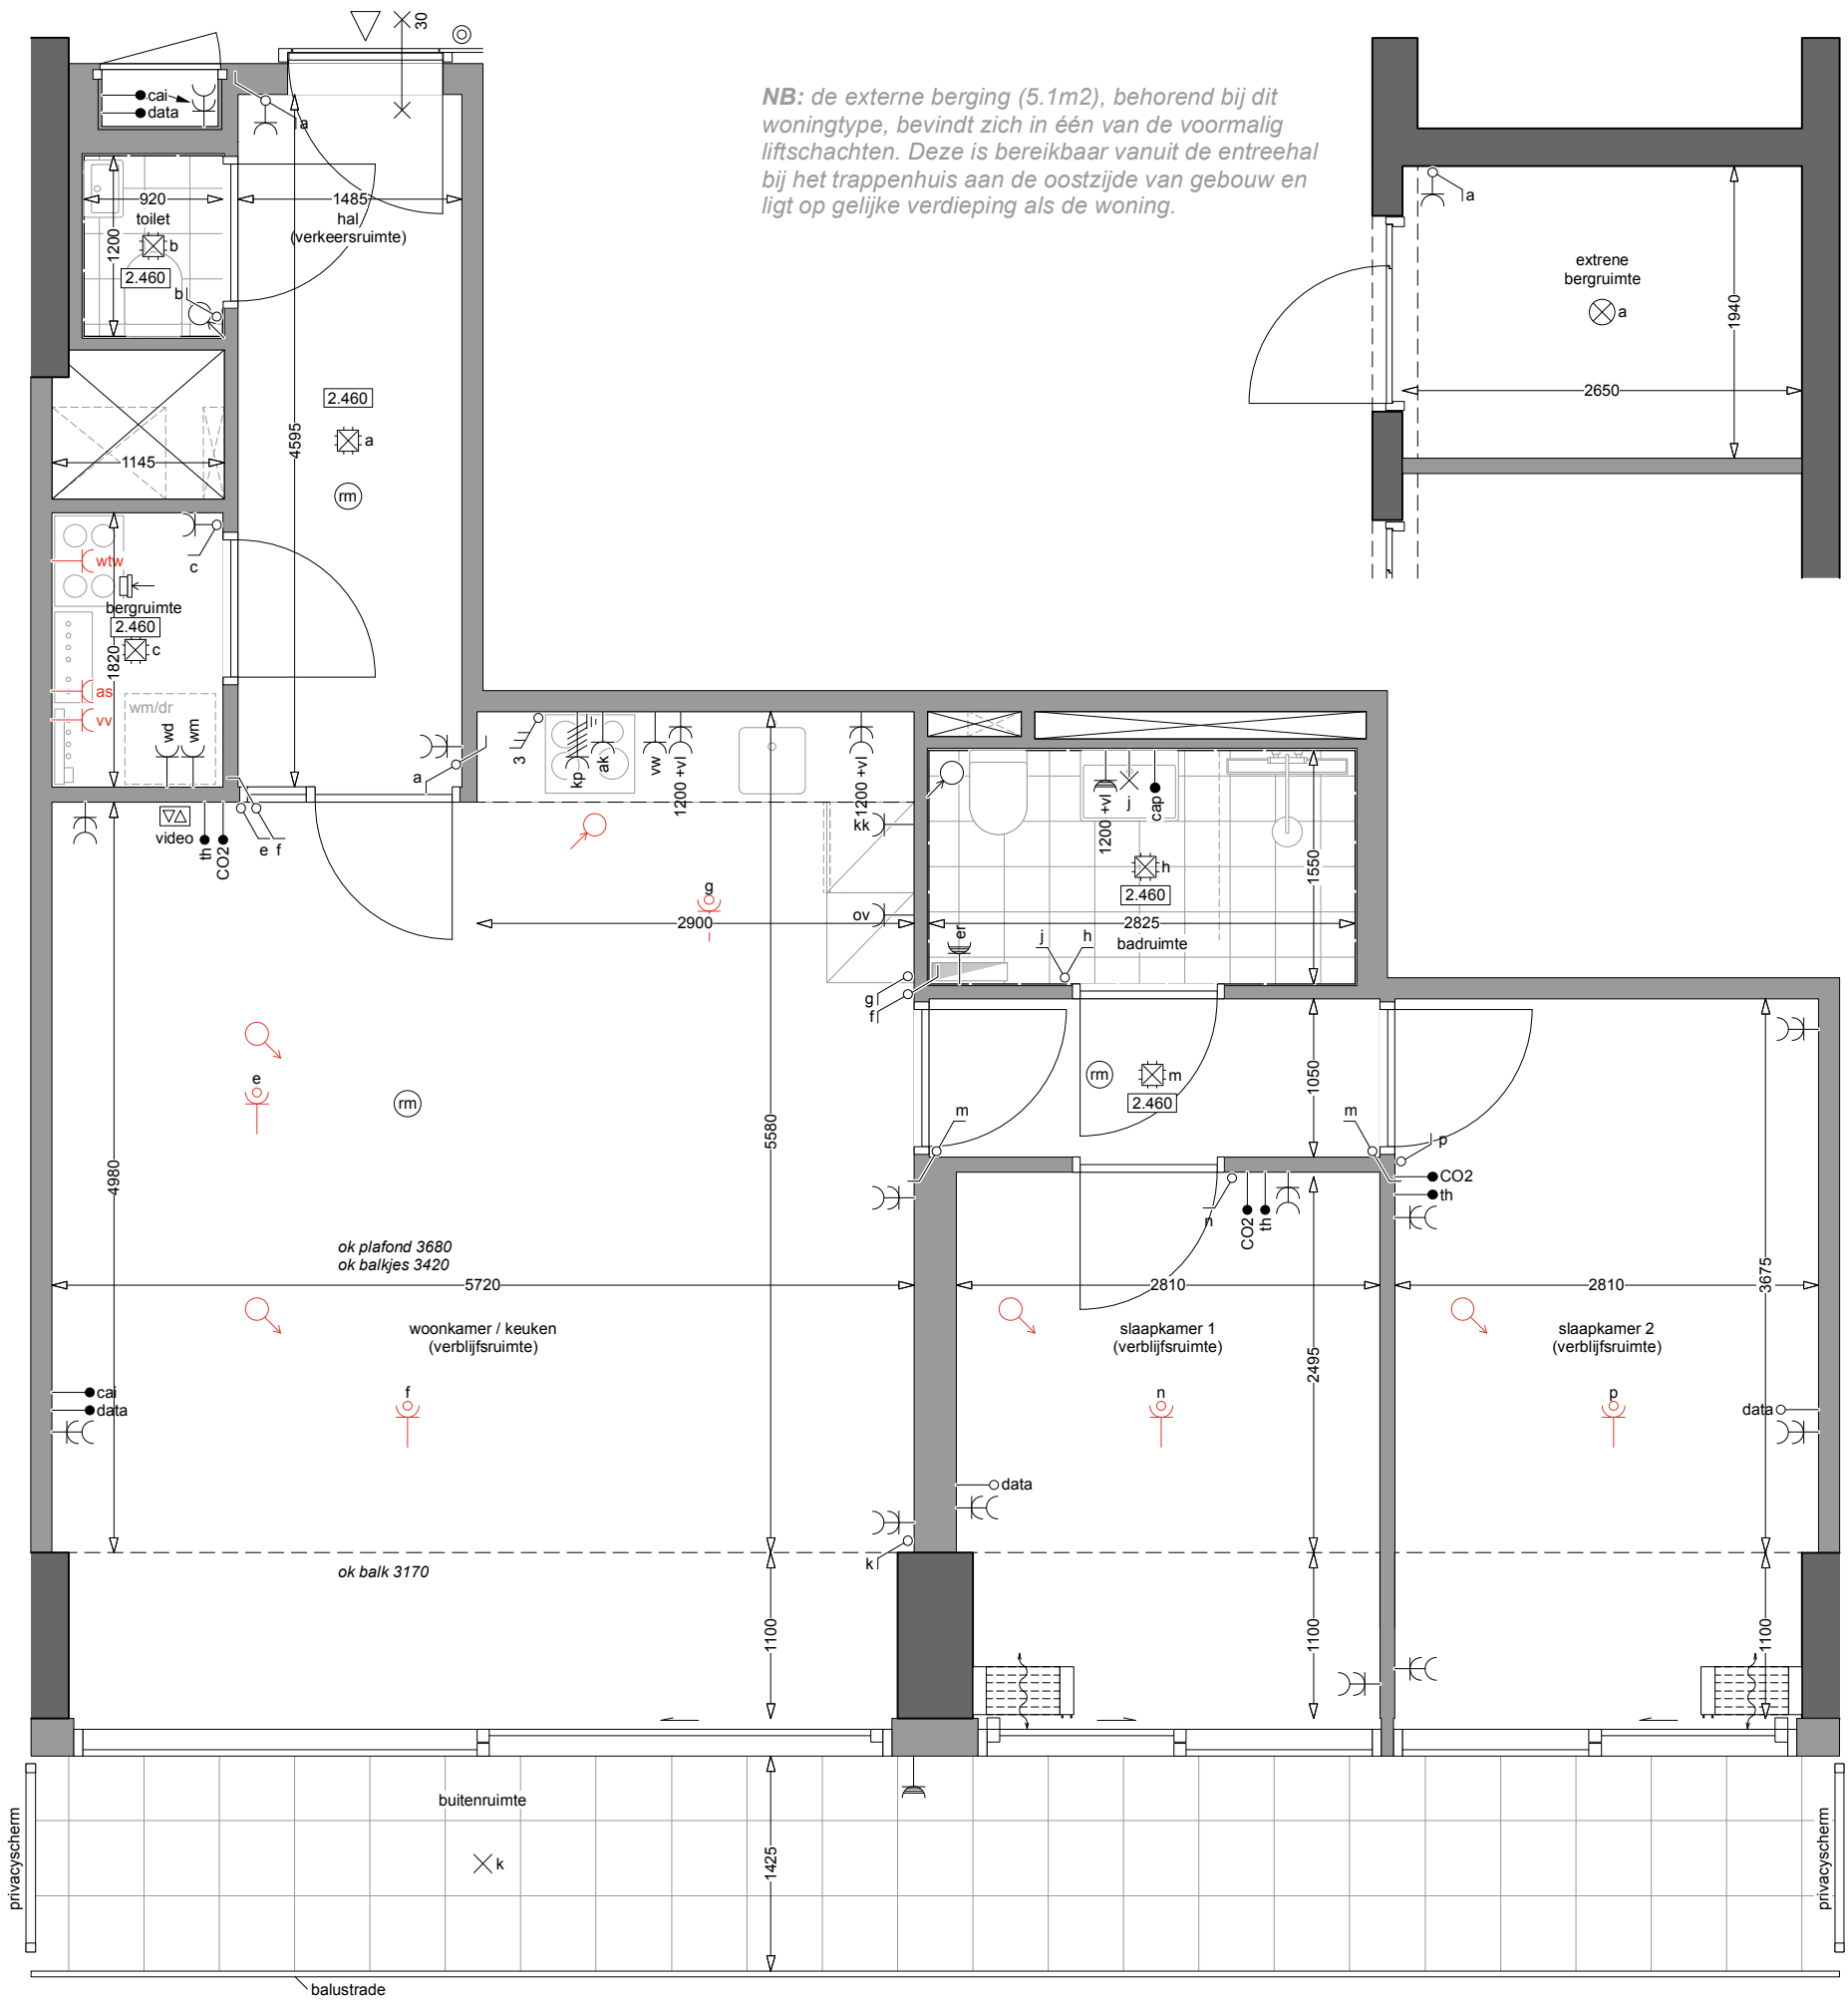 30
NB: de externe berging (5.1m2), behorend bij dit
woningtype, bevindt zich in één van de voormalig
liftschachten. Deze is bereikbaar vanuit de entreehal
bij het trappenhuis aan de oostzijde van gebouw en
ligt op gelijke verdieping als de woning.
cai
data
a
920
toilet
1200
b
2.460
b
1485
hal
(verkeersruimte)
4595
2.460
a
rm
a
extrene
bergruimte
a
1940
2650
1145
c
wtw
bergruimte
2.460
c
1820
as
vv
wm/dr
wd
wm
a
3
kp
ak
vw
1200 +vl
1200 +vl
kk
ov
g
2900
video
th
CO2
e f
1200 +vl
j
cap
h
2.460
1550
2825
badruimte
er
j
h
g
f
e
rm
4980
5580
rm
m
2.460
1050
m
m
p
CO2
th
n
CO2
th
ok plafond 3680
ok balkjes 3420
5720
2810
2810
3675
woonkamer / keuken
(verblijfsruimte)
slaapkamer 1
(verblijfsruimte)
slaapkamer 2
(verblijfsruimte)
2495
cai
data
f
n
p
data
data
k
ok balk 3170
1100
1100
1100
buitenruimte
k
1425
privacyscherm
privacyscherm
balustrade